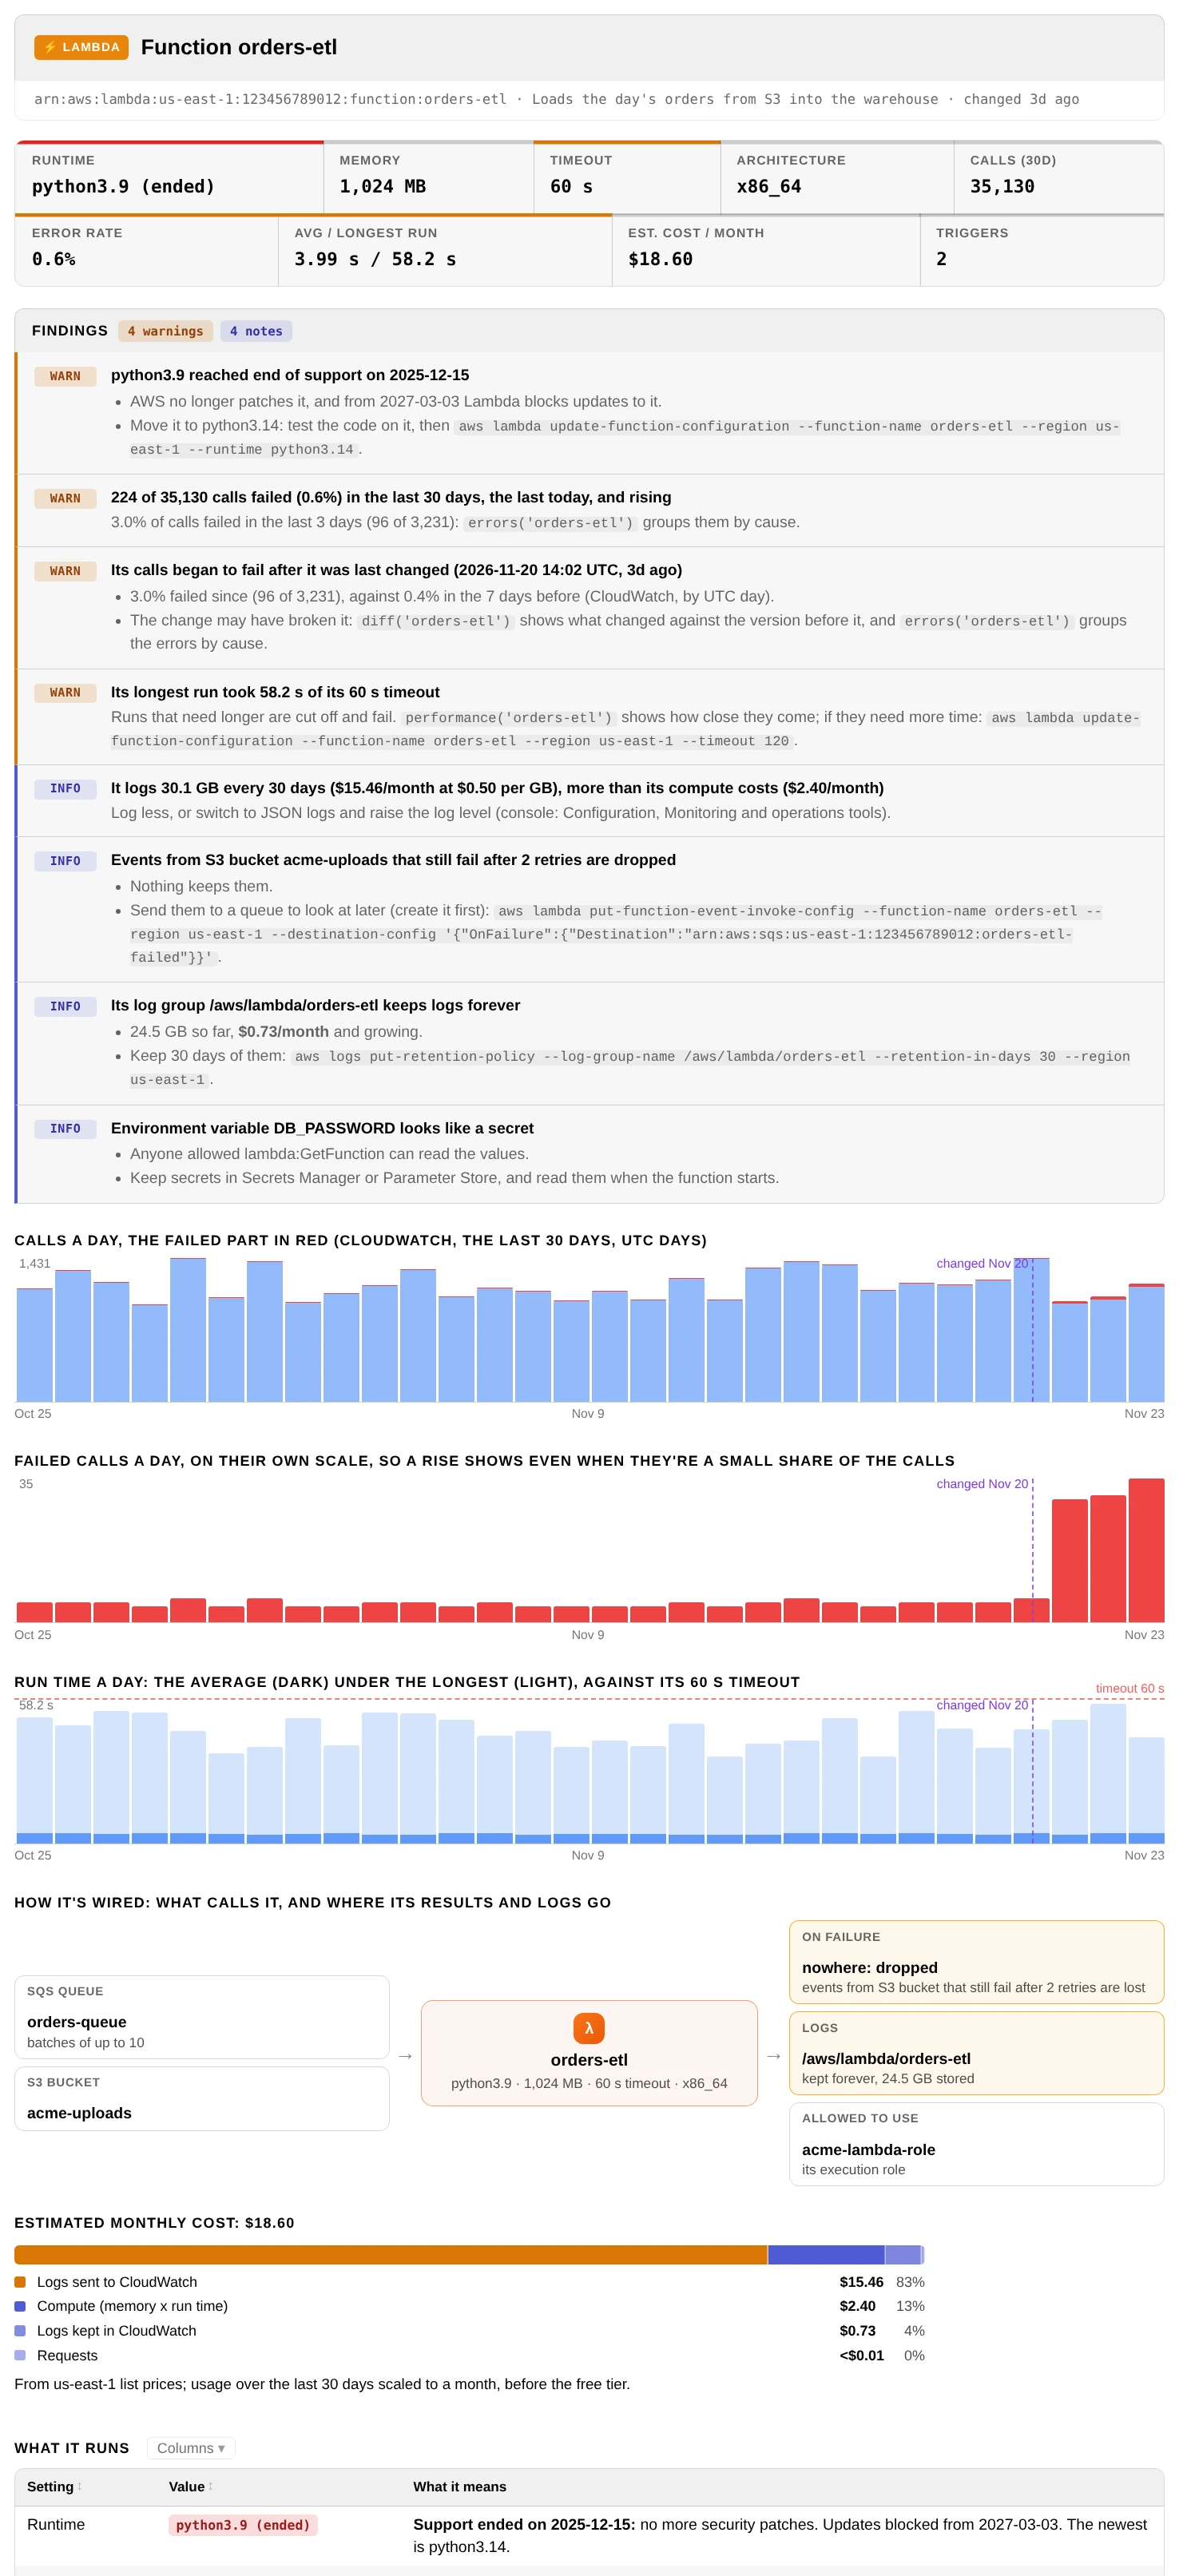 ⚡ LAMBDA Function orders-etl
arn:aws:lambda:us-east-1:123456789012:function:orders-etl · Loads the day's orders from S3 into the warehouse · changed 3d ago
RUNTIME
python3.9 (ended)
MEMORY
1,024 MB
TIMEOUT
60 s
ARCHITECTURE
x86_64
CALLS (30D)
35,130
ERROR RATE
0.6%
AVG / LONGEST RUN
3.99 s / 58.2 s
EST. COST / MONTH
$18.60
TRIGGERS
2
FINDINGS 4 warnings 4 notes
WARN python3.9 reached end of support on 2025-12-15
• AWS no longer patches it, and from 2027-03-03 Lambda blocks updates to it.
• Move it to python3.14: test the code on it, then aws lambda update-function-configuration --function-name orders-etl --region us-
east-1 --runtime python3.14.
WARN 224 of 35,130 calls failed (0.6%) in the last 30 days, the last today, and rising
3.0% of calls failed in the last 3 days (96 of 3,231): errors('orders-etl') groups them by cause.
WARN Its calls began to fail after it was last changed (2026-11-20 14:02 UTC, 3d ago)
• 3.0% failed since (96 of 3,231), against 0.4% in the 7 days before (CloudWatch, by UTC day).
• The change may have broken it: diff('orders-etl') shows what changed against the version before it, and errors('orders-etl') groups
the errors by cause.
WARN Its longest run took 58.2 s of its 60 s timeout
Runs that need longer are cut off and fail. performance('orders-etl') shows how close they come; if they need more time: aws lambda update-
function-configuration --function-name orders-etl --region us-east-1 --timeout 120.
INFO It logs 30.1 GB every 30 days ($15.46/month at $0.50 per GB), more than its compute costs ($2.40/month)
Log less, or switch to JSON logs and raise the log level (console: Configuration, Monitoring and operations tools).
INFO Events from S3 bucket acme-uploads that still fail after 2 retries are dropped
• Nothing keeps them.
• Send them to a queue to look at later (create it first): aws lambda put-function-event-invoke-config --function-name orders-etl --
region us-east-1 --destination-config '{"OnFailure":{"Destination":"arn:aws:sqs:us-east-1:123456789012:orders-etl-
failed"}}'.
INFO Its log group /aws/lambda/orders-etl keeps logs forever
• 24.5 GB so far, $0.73/month and growing.
• Keep 30 days of them: aws logs put-retention-policy --log-group-name /aws/lambda/orders-etl --retention-in-days 30 --region
us-east-1.
INFO Environment variable DB_PASSWORD looks like a secret
• Anyone allowed lambda:GetFunction can read the values.
• Keep secrets in Secrets Manager or Parameter Store, and read them when the function starts.
CALLS A DAY, THE FAILED PART IN RED (CLOUDWATCH, THE LAST 30 DAYS, UTC DAYS)
1,431
changed Nov 20
Oct 25 Nov 9 Nov 23
FAILED CALLS A DAY, ON THEIR OWN SCALE, SO A RISE SHOWS EVEN WHEN THEY'RE A SMALL SHARE OF THE CALLS
35
changed Nov 20
Oct 25 Nov 9 Nov 23
RUN TIME A DAY: THE AVERAGE (DARK) UNDER THE LONGEST (LIGHT), AGAINST ITS 60 S TIMEOUT
timeout 60 s
58.2 s
changed Nov 20
Oct 25 Nov 9 Nov 23
HOW IT'S WIRED: WHAT CALLS IT, AND WHERE ITS RESULTS AND LOGS GO
SQS QUEUE
orders-queue
batches of up to 10
S3 BUCKET
acme-uploads
→
λ
orders-etl
python3.9 · 1,024 MB · 60 s timeout · x86_64
→
ON FAILURE
nowhere: dropped
events from S3 bucket that still fail after 2 retries are lost
LOGS
/aws/lambda/orders-etl
kept forever, 24.5 GB stored
ALLOWED TO USE
acme-lambda-role
its execution role
ESTIMATED MONTHLY COST: $18.60
Logs sent to CloudWatch $15.46 83%
Compute (memory x run time) $2.40 13%
Logs kept in CloudWatch $0.73 4%
Requests <$0.01 0%
From us-east-1 list prices; usage over the last 30 days scaled to a month, before the free tier.
WHAT IT RUNS Columns ▾
Setting ↕ Value ↕ What it means
Runtime python3.9 (ended) Support ended on 2025-12-15: no more security patches. Updates blocked from 2027-03-03. The newest
is python3.14.